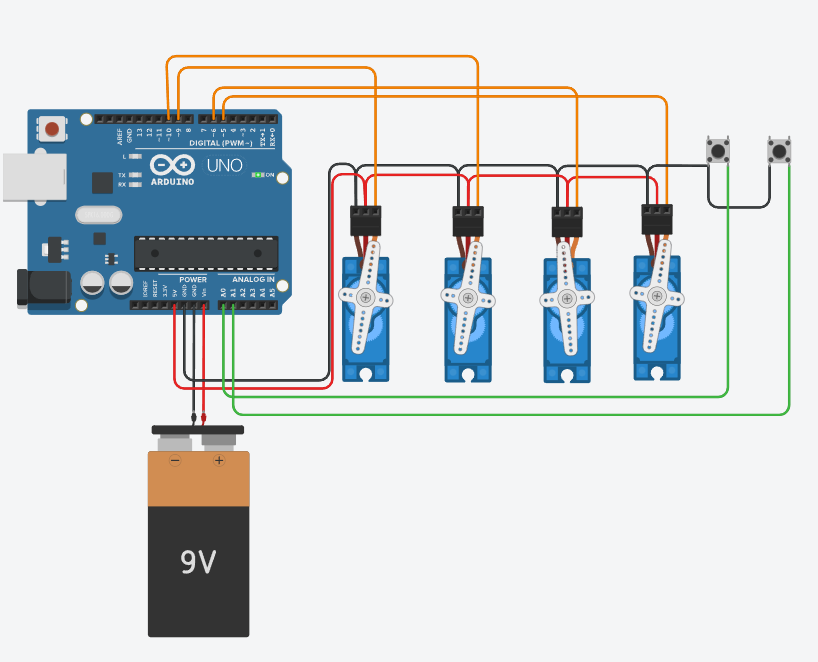 AREF
GND
13
12
~11
~10
~9
8
7
~6
~5
4
~3
2
TX→1
RX←0
DIGITAL (PWM~)
L
TX
RX
UNO
ARDUINO
ON
POWER
ANALOG IN
IOREF
RESET
3.3V
5V
GND
GND
Vin
A0
A1
A2
A3
A4
A5
− +
9V